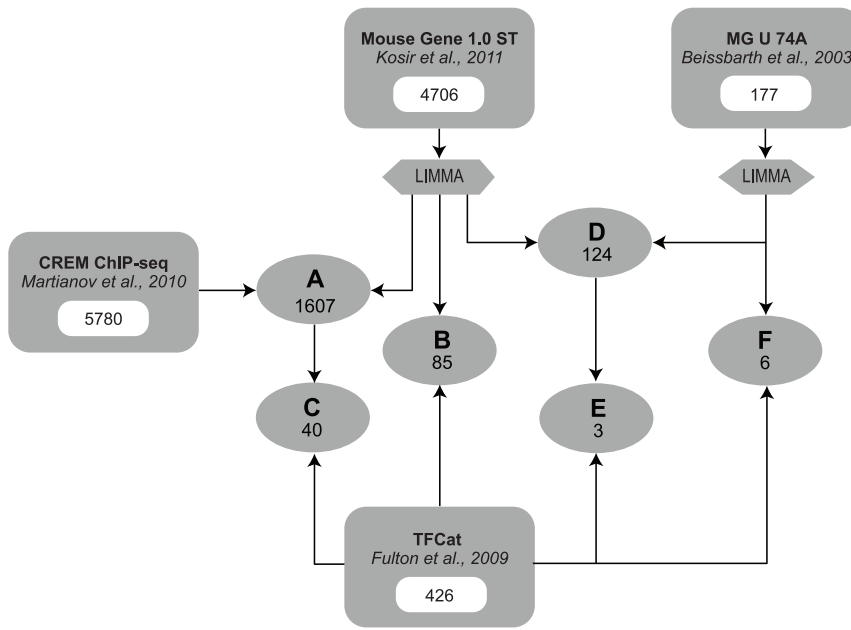 Mouse Gene 1.0 ST
Kosir et al., 2011
4706
MG U 74A
Beissbarth et al., 2003
177
LIMMA
LIMMA
CREM ChIP-seq
Martianov et al., 2010
5780
A
1607
D
124
B
85
F
6
C
40
E
3
TFCat
Fulton et al., 2009
426